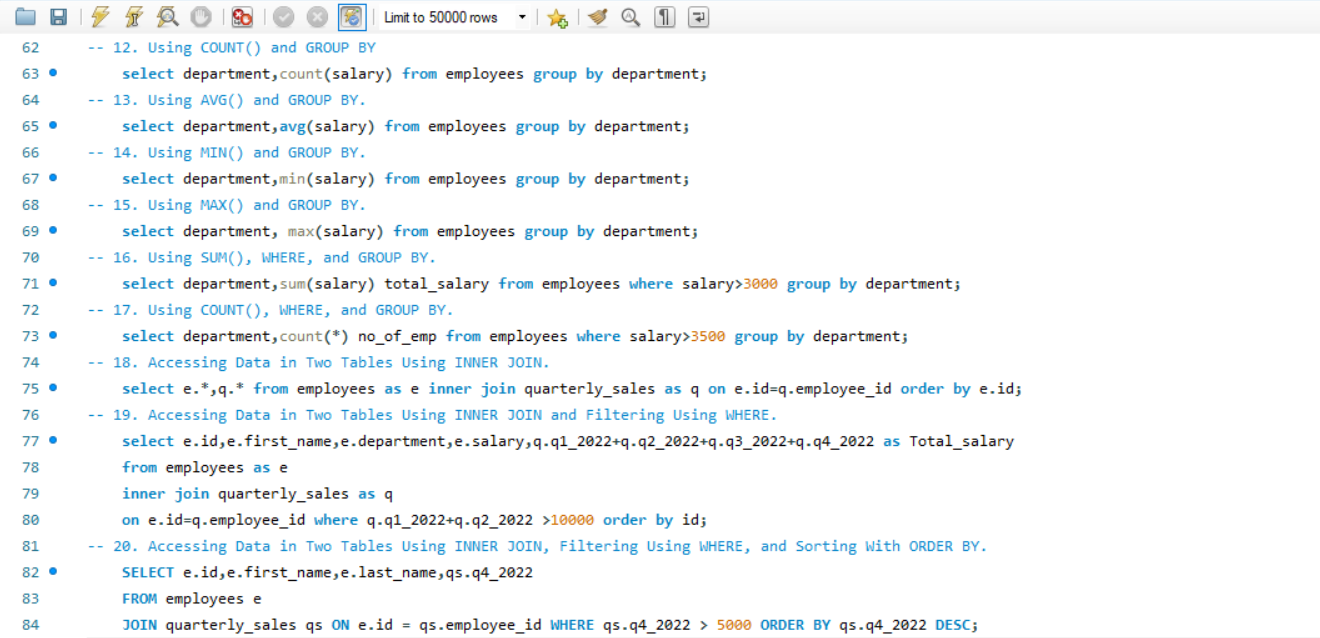 Limit to 50000 rows
62 -- 12. Using COUNT() and GROUP BY
63 select department,count(salary) from employees group by department;
64 -- 13. Using AVG() and GROUP BY.
65 select department,avg(salary) from employees group by department;
66 -- 14. Using MIN() and GROUP BY.
67 select department,min(salary) from employees group by department;
68 -- 15. Using MAX() and GROUP BY.
69 select department, max(salary) from employees group by department;
70 -- 16. Using SUM(), WHERE, and GROUP BY.
71 select department,sum(salary) total_salary from employees where salary>3000 group by department;
72 -- 17. Using COUNT(), WHERE, and GROUP BY.
73 select department,count(*) no_of_emp from employees where salary>3500 group by department;
74 -- 18. Accessing Data in Two Tables Using INNER JOIN.
75 select e.*,q.* from employees as e inner join quarterly_sales as q on e.id=q.employee_id order by e.id;
76 -- 19. Accessing Data in Two Tables Using INNER JOIN and Filtering Using WHERE.
77 select e.id,e.first_name,e.department,e.salary,q.q1_2022+q.q2_2022+q.q3_2022+q.q4_2022 as Total_salary
78 from employees as e
79 inner join quarterly_sales as q
80 on e.id=q.employee_id where q.q1_2022+q.q2_2022 >10000 order by id;
81 -- 20. Accessing Data in Two Tables Using INNER JOIN, Filtering Using WHERE, and Sorting With ORDER BY.
82 SELECT e.id,e.first_name,e.last_name,qs.q4_2022
83 FROM employees e
84 JOIN quarterly_sales qs ON e.id = qs.employee_id WHERE qs.q4_2022 > 5000 ORDER BY qs.q4_2022 DESC;